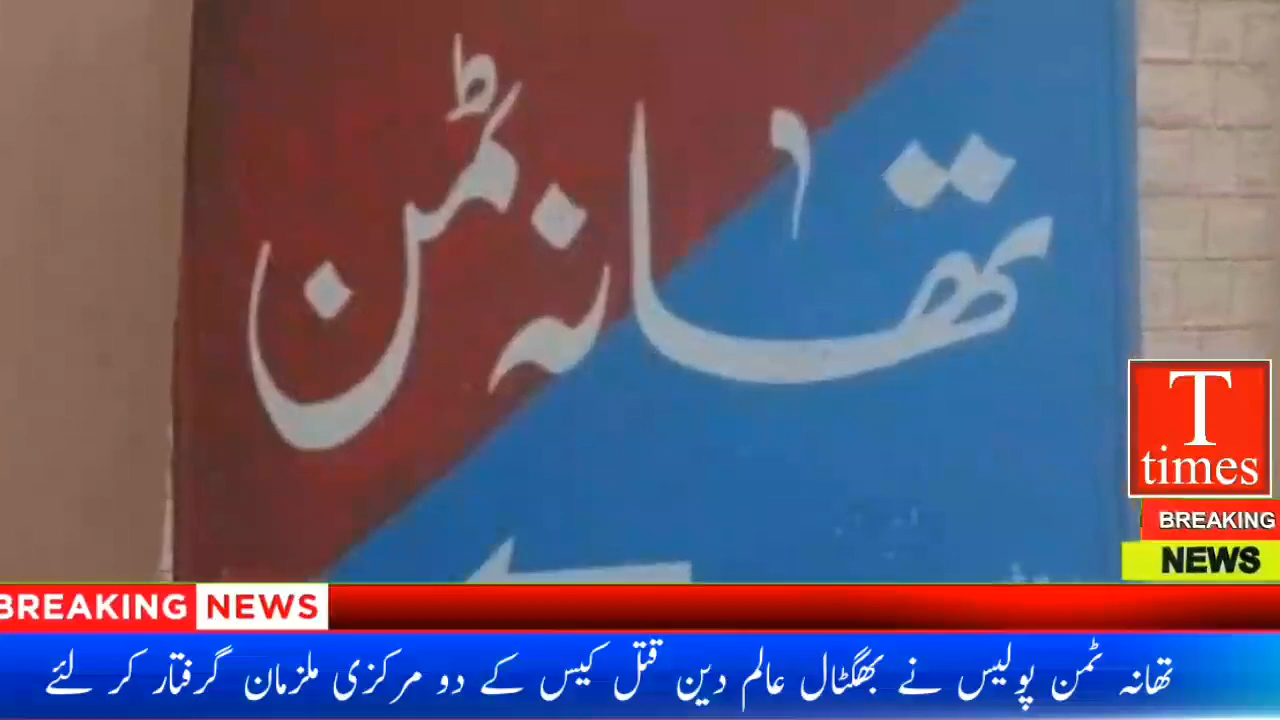 تھانہ ٹمن
T
times
BREAKING
NEWS
BREAKING NEWS
تھانہ ٹمن پولیس نے بھگٹال عالم دین قتل کیس کے دو مرکزی ملزمان گرفتار کر لئے